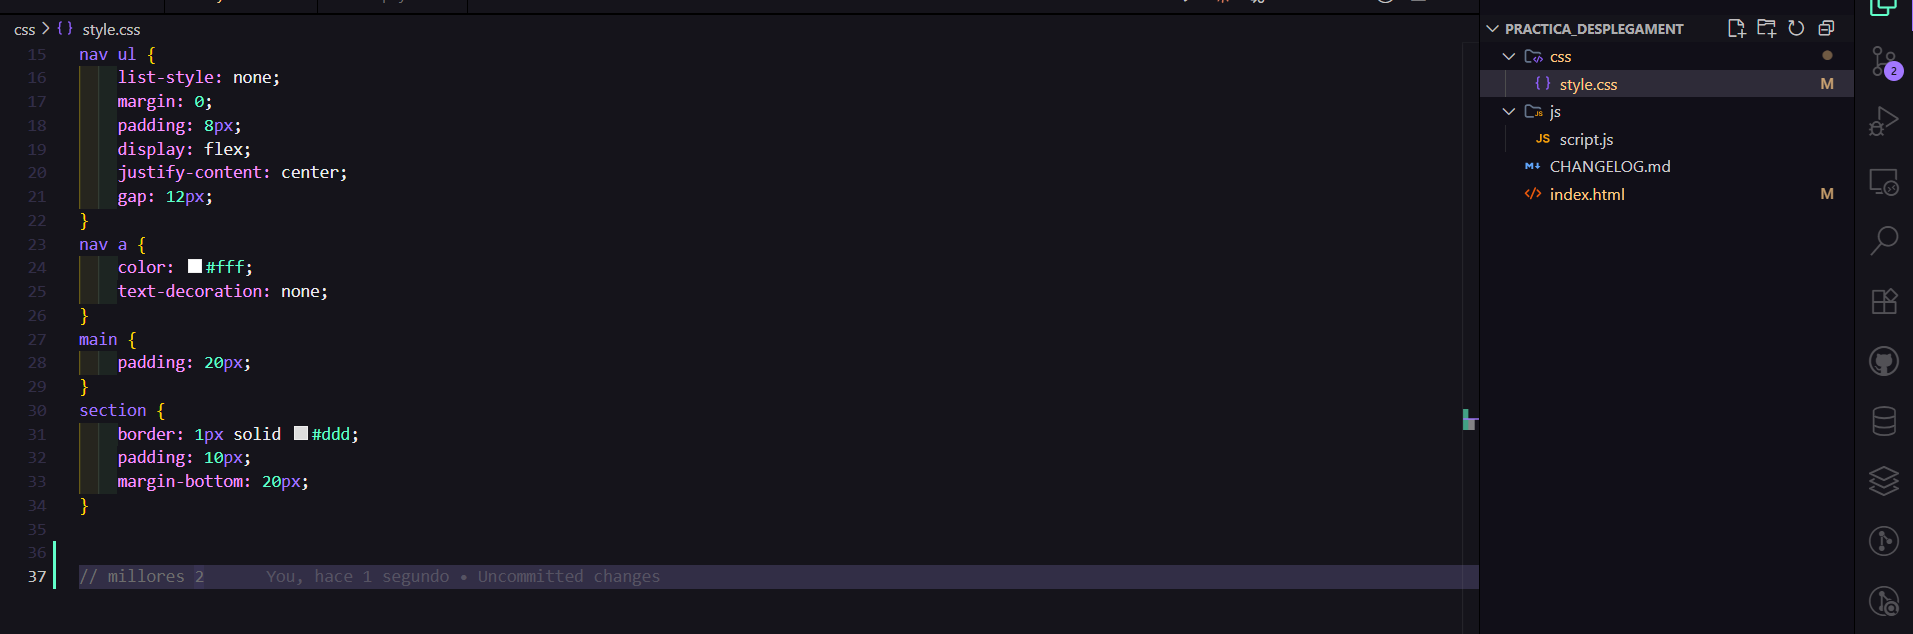 css > {} style.css
15 nav ul {
16 list-style: none;
17 margin: 0;
18 padding: 8px;
19 display: flex;
20 justify-content: center;
21 gap: 12px;
22 }
23 nav a {
24 color: #fff;
25 text-decoration: none;
26 }
27 main {
28 padding: 20px;
29 }
30 section {
31 border: 1px solid #ddd;
32 padding: 10px;
33 margin-bottom: 20px;
34 }
35
36
37 // millores 2 You, hace 1 segundo • Uncommitted changes
PRACTICA_DESPLEGAMENT
css
{} style.css M
js
JS script.js
CHANGELOG.md
index.html M
2